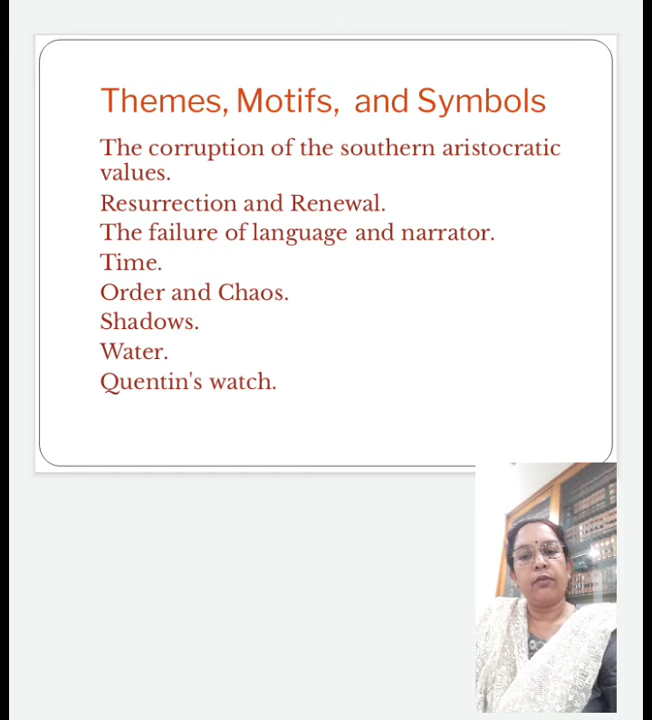 Themes, Motifs, and Symbols
The corruption of the southern aristocratic
values.
Resurrection and Renewal.
The failure of language and narrator.
Time.
Order and Chaos.
Shadows.
Water.
Quentin's watch.